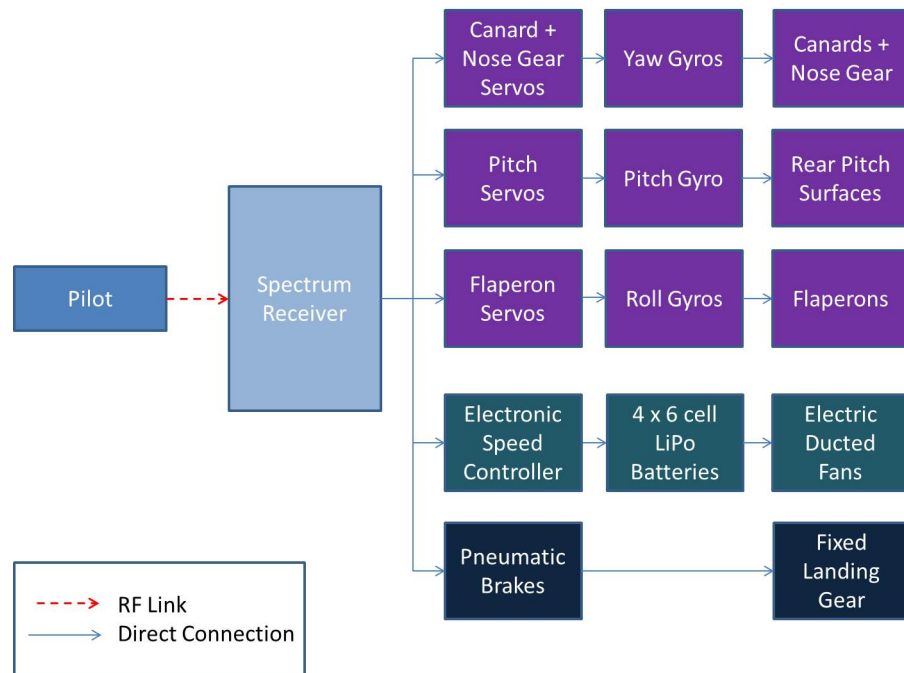 Canard +
Nose Gear
Servos
Yaw Gyros
Canards +
Nose Gear
Pitch
Servos
Pitch Gyro
Rear Pitch
Surfaces
Pilot
Spectrum
Receiver
Flaperon
Servos
Roll Gyros
Flaperons
Electronic
Speed
Controller
4 x 6 cell
LiPo
Batteries
Electric
Ducted
Fans
Pneumatic
Brakes
Fixed
Landing
Gear
RF Link
Direct Connection